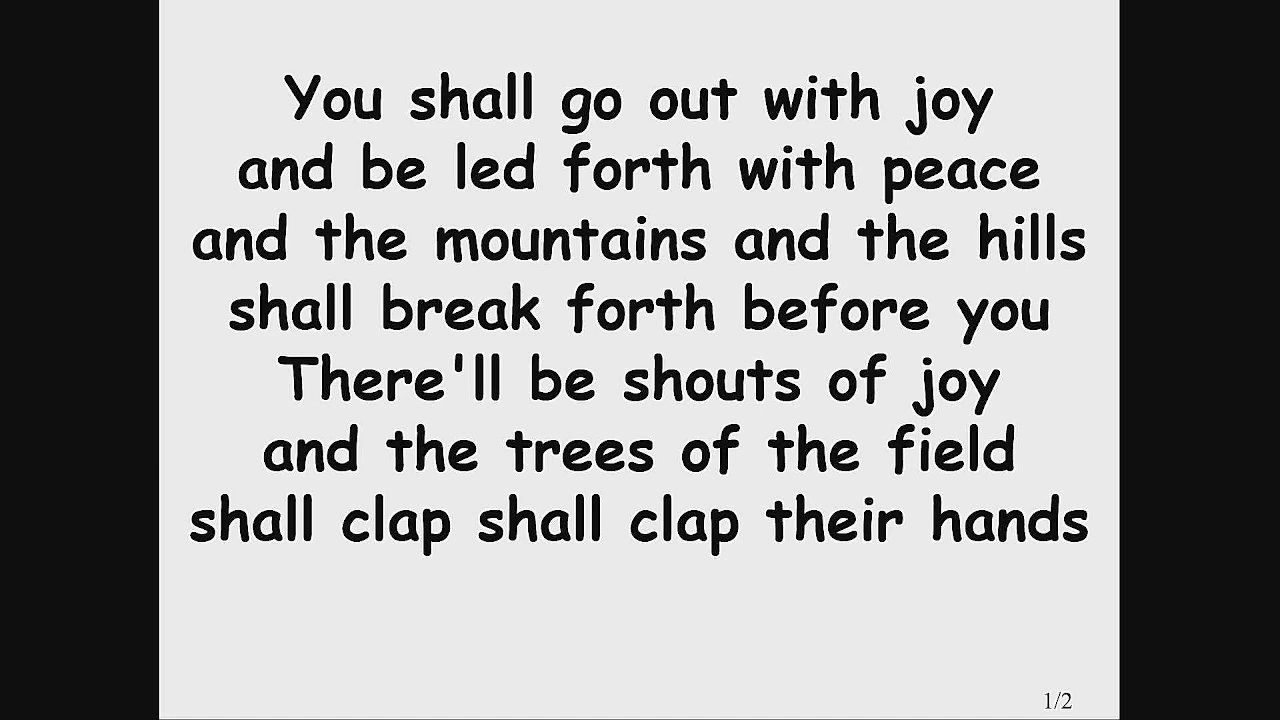 You shall go out with joy
and be led forth with peace
and the mountains and the hills
shall break forth before you
There'll be shouts of joy
and the trees of the field
shall clap shall clap their hands
1/2